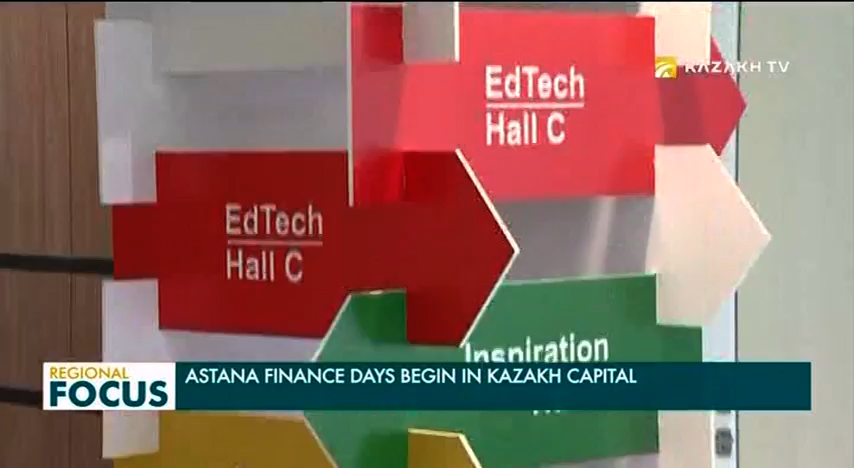 KAZAKH TV
EdTech
Hall C
EdTech
Hall C
Inspiration
REGIONAL
FOCUS
ASTANA FINANCE DAYS BEGIN IN KAZAKH CAPITAL